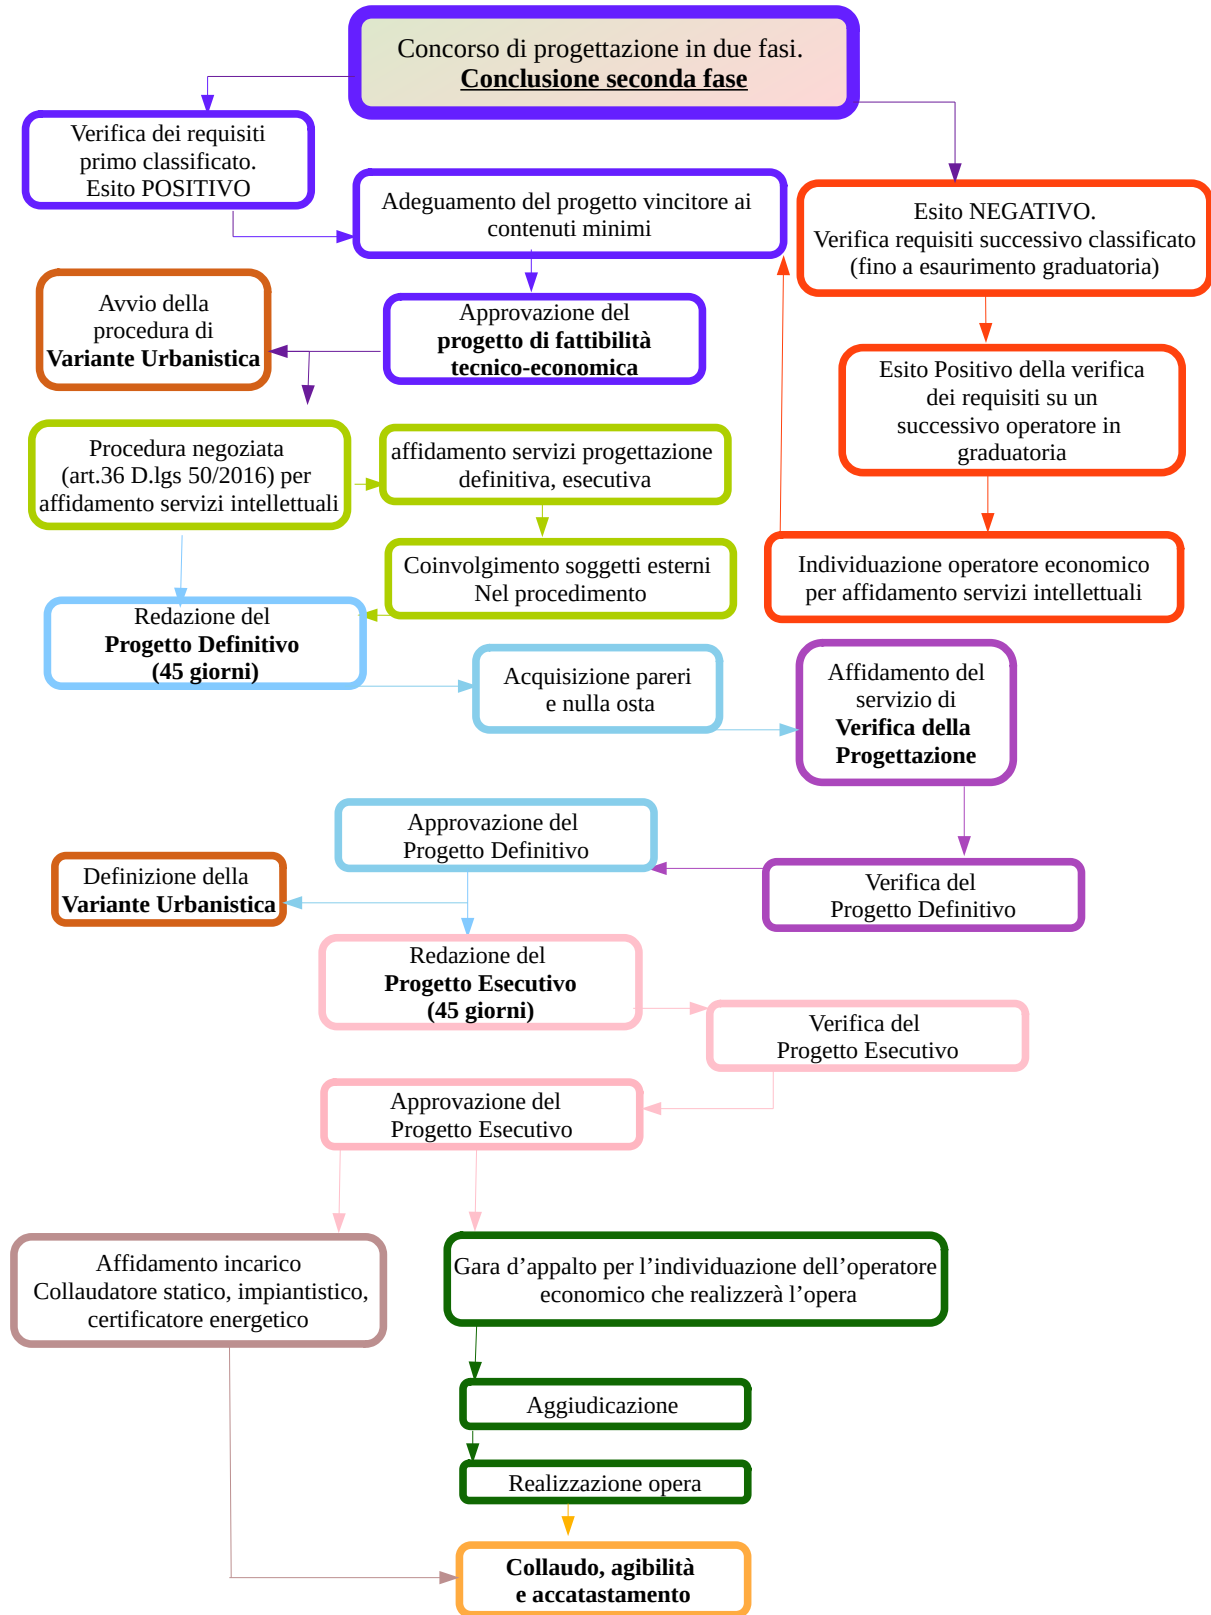 Concorso di progettazione in due fasi.
Conclusione seconda fase
Verifica dei requisiti
primo classificato.
Esito POSITIVO
Adeguamento del progetto vincitore ai
contenuti minimi
Esito NEGATIVO.
Verifica requisiti successivo classificato
(fino a esaurimento graduatoria)
Avvio della
procedura di
Variante Urbanistica
Approvazione del
progetto di fattibilità
tecnico-economica
Esito Positivo della verifica
dei requisiti su un
successivo operatore in
graduatoria
Procedura negoziata
(art.36 D.lgs 50/2016) per
affidamento servizi intellettuali
affidamento servizi progettazione
definitiva, esecutiva
Coinvolgimento soggetti esterni
Nel procedimento
Individuazione operatore economico
per affidamento servizi intellettuali
Redazione del
Progetto Definitivo
(45 giorni)
Acquisizione pareri
e nulla osta
Affidamento del
servizio di
Verifica della
Progettazione
Approvazione del
Progetto Definitivo
Definizione della
Variante Urbanistica
Verifica del
Progetto Definitivo
Redazione del
Progetto Esecutivo
(45 giorni)
Verifica del
Progetto Esecutivo
Approvazione del
Progetto Esecutivo
Affidamento incarico
Collaudatore statico, impiantistico,
certificatore energetico
Gara d’appalto per l’individuazione dell’operatore
economico che realizzerà l’opera
Aggiudicazione
Realizzazione opera
Collaudo, agibilità
e accatastamento